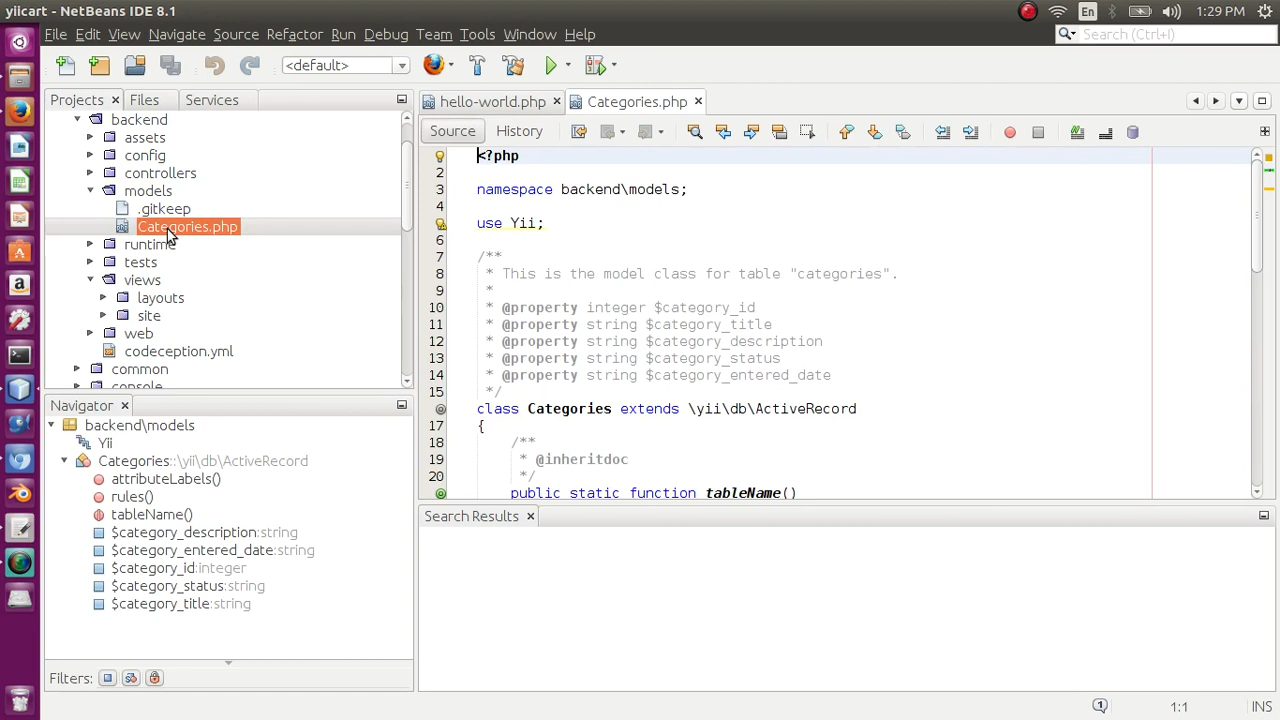 yiicart - NetBeans IDE 8.1
En
1:29 PM
File Edit View Navigate Source Refactor Run Debug Team Tools Window Help
Search (Ctrl+I)
<default>
Projects Files Services
backend
assets
config
controllers
models
.gitkeep
Categories.php
runtime
tests
views
layouts
site
web
codeception.yml
common
console
Navigator
backend\models
Yii
Categories::\yii\db\ActiveRecord
attributeLabels()
rules()
tableName()
$category_description:string
$category_entered_date:string
$category_id:integer
$category_status:string
$category_title:string
Filters:
hello-world.php Categories.php
Source History
1 <?php
2
3 namespace backend\models;
4
5 use Yii;
6
7 /**
8 * This is the model class for table "categories".
9 *
10 * @property integer $category_id
11 * @property string $category_title
12 * @property string $category_description
13 * @property string $category_status
14 * @property string $category_entered_date
15 */
16 class Categories extends \yii\db\ActiveRecord
17 {
18 /**
19 * @inheritdoc
20 */
public static function tableName()
Search Results
1
1:1 INS